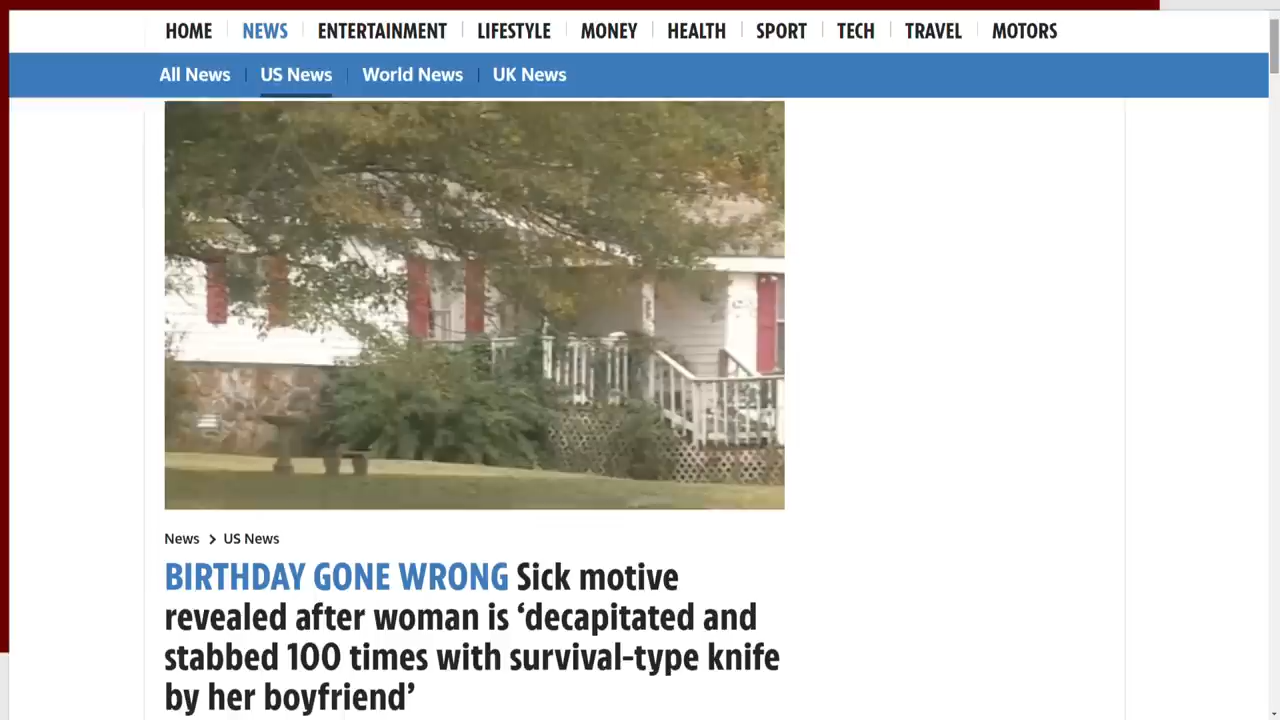 HOME NEWS ENTERTAINMENT LIFESTYLE MONEY HEALTH SPORT TECH TRAVEL MOTORS
All News US News World News UK News
News > US News
BIRTHDAY GONE WRONG Sick motive
revealed after woman is ‘decapitated and
stabbed 100 times with survival-type knife
by her boyfriend’